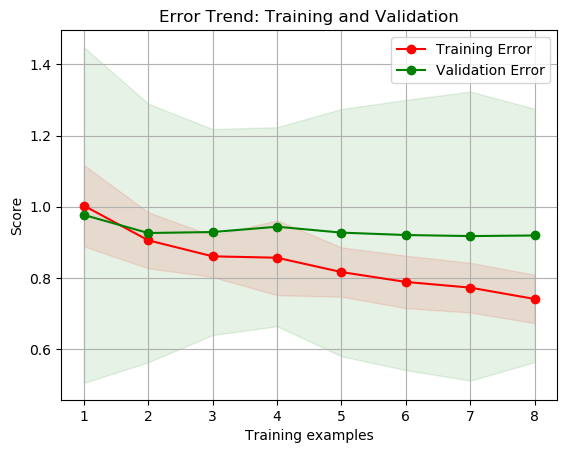 Error Trend: Training and Validation
Training Error
Validation Error
Score
1.4
1.2
1.0
0.8
0.6
1 2 3 4 5 6 7 8
Training examples